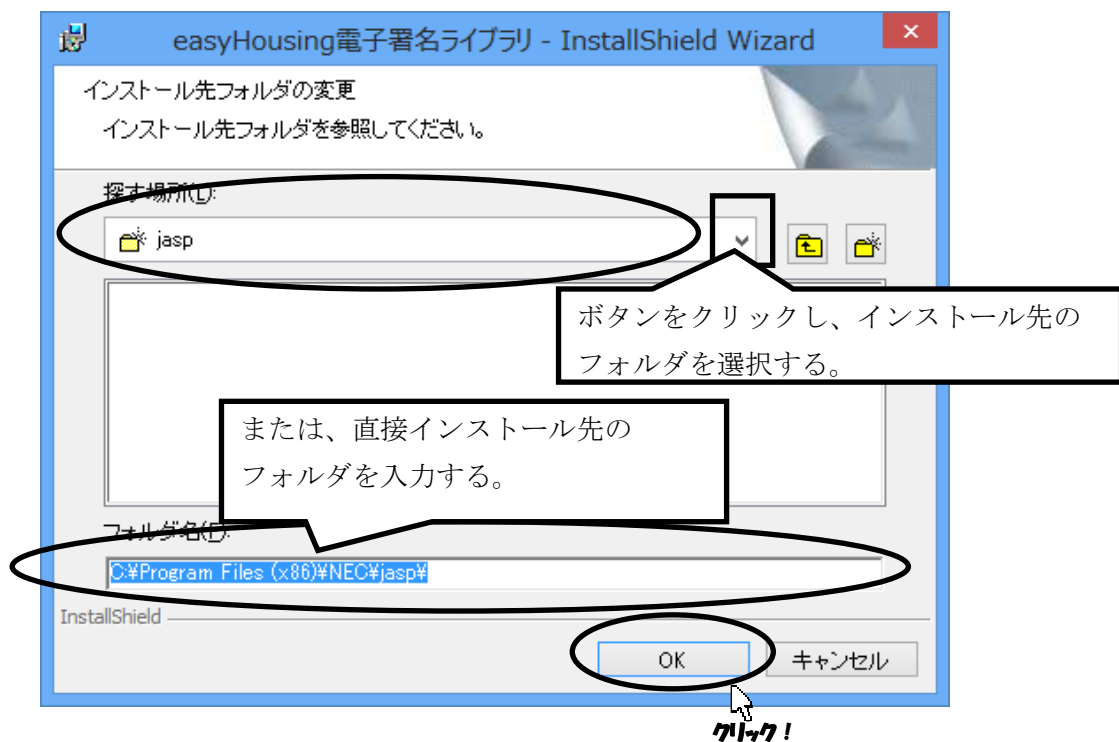 easyHousing電子署名ライブラリ - InstallShield Wizard
インストール先フォルダの変更
インストール先フォルダを参照してください。
探す場所(L):
jasp
ボタンをクリックし、インストール先の
フォルダを選択する。
または、直接インストール先の
フォルダを入力する。
フォルダ名(F):
C:¥Program Files (x86)¥NEC¥jasp¥
InstallShield
OK
キャンセル
クリック！